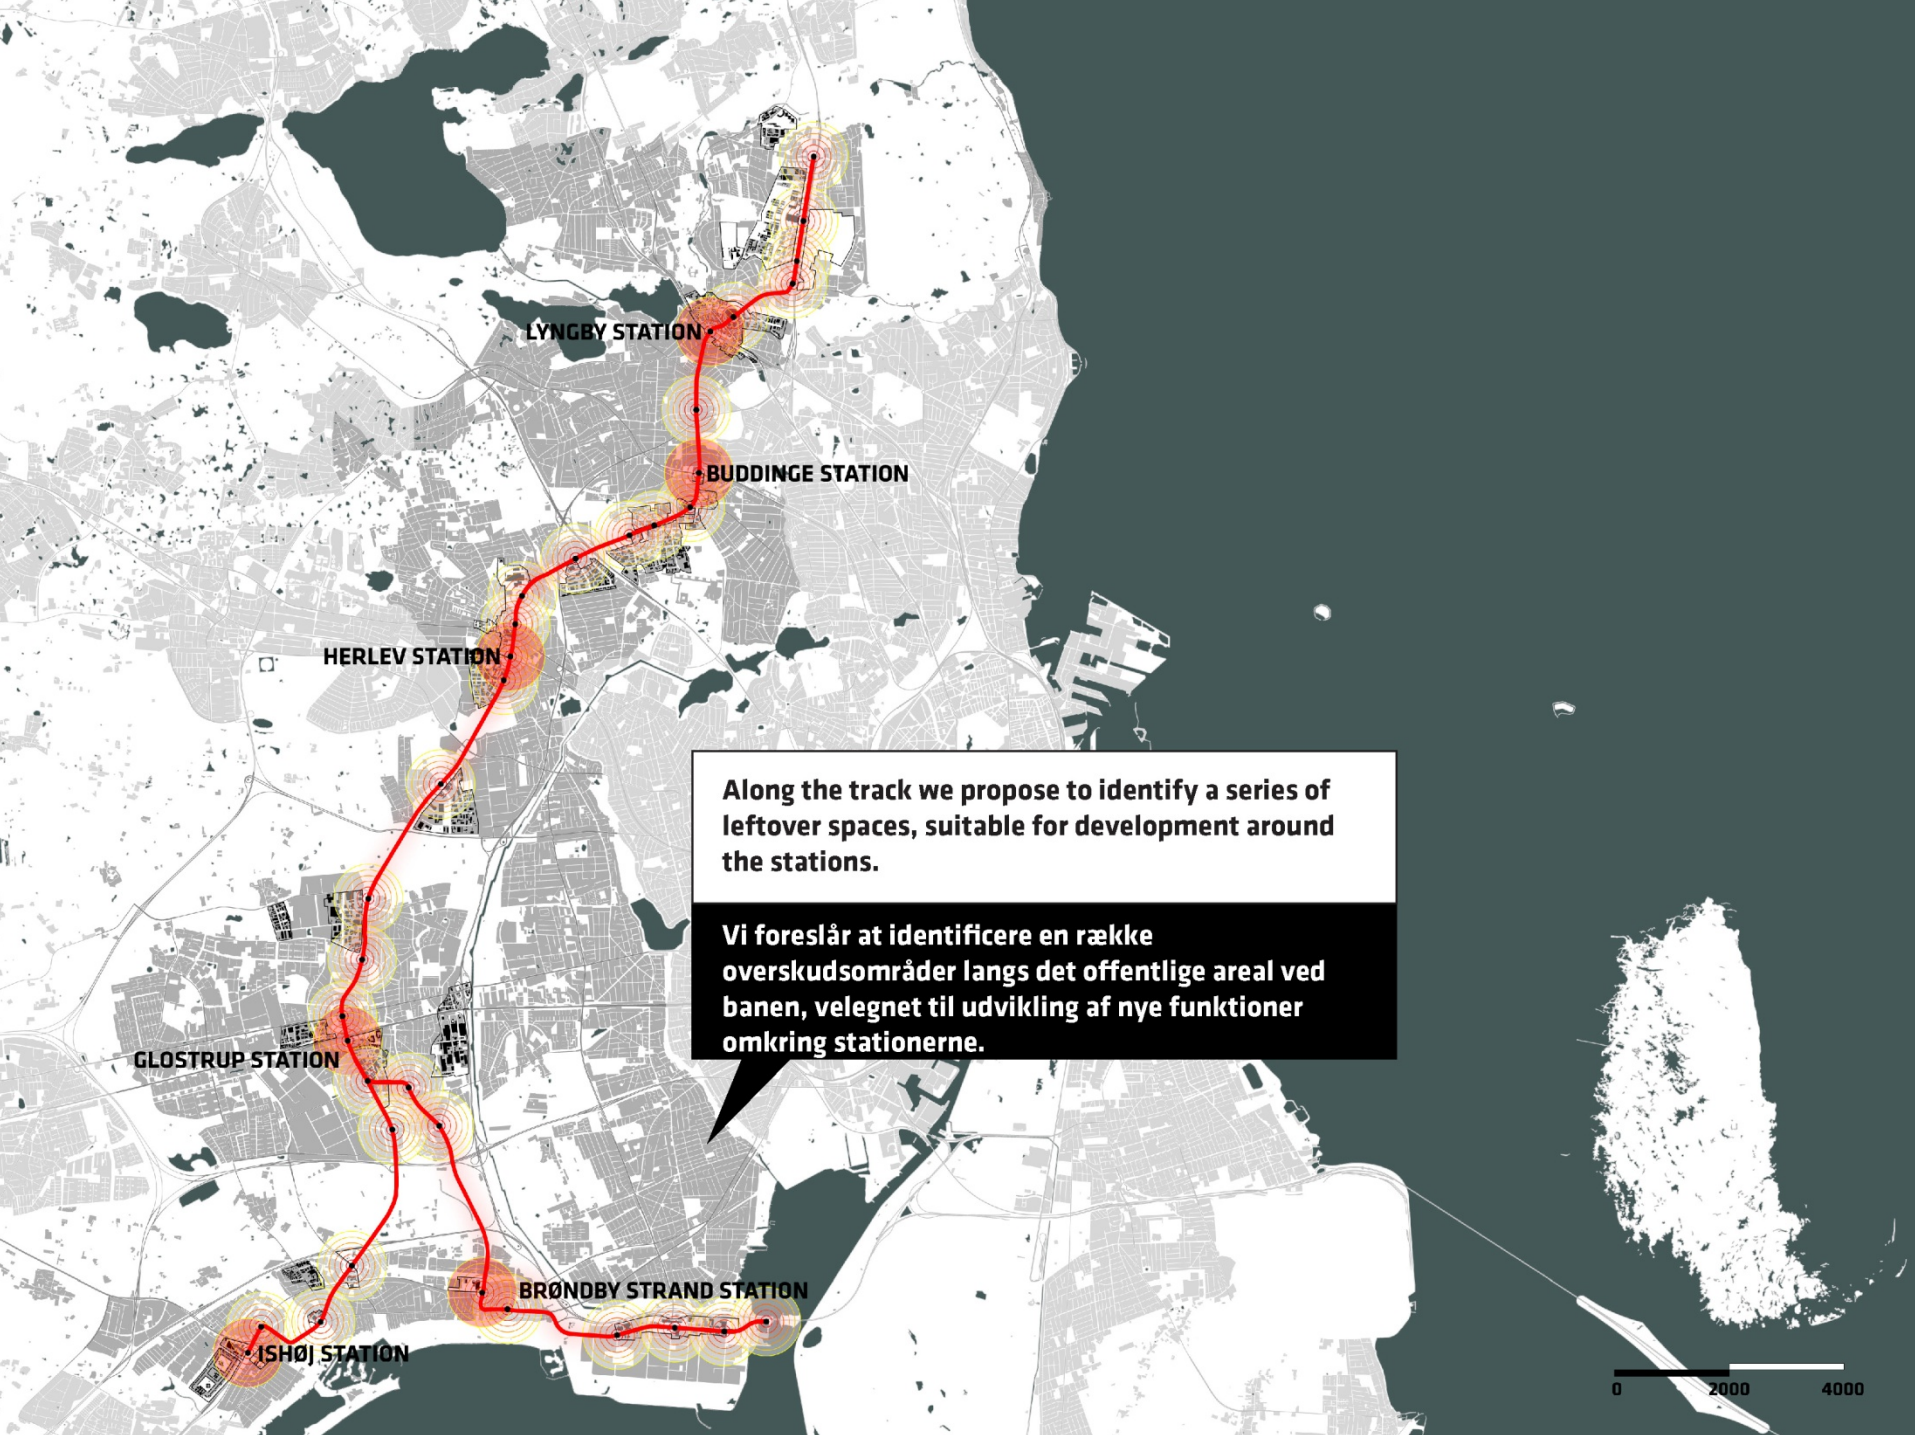 LYNGBY STATION
BUDDINGE STATION
HERLEV STATION
Along the track we propose to identify a series of
leftover spaces, suitable for development around
the stations.
Vi foreslår at identificere en række
overskudsområder langs det offentlige areal ved
banen, velegnet til udvikling af nye funktioner
omkring stationerne.
GLOSTRUP STATION
BRØNDBY STRAND STATION
ISHØJ STATION
0 2000 4000